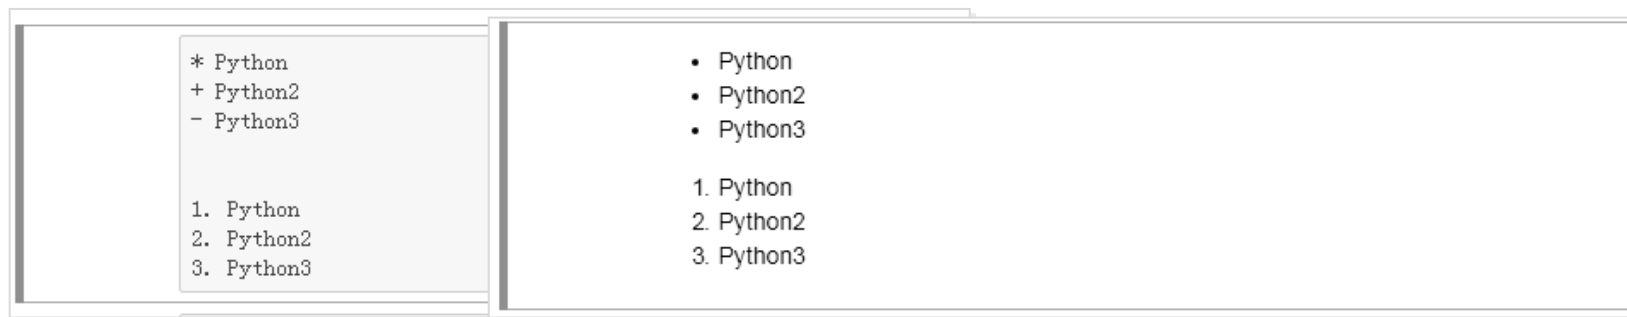 * Python
+ Python2
- Python3
1. Python
2. Python2
3. Python3
• Python
• Python2
• Python3
1. Python
2. Python2
3. Python3